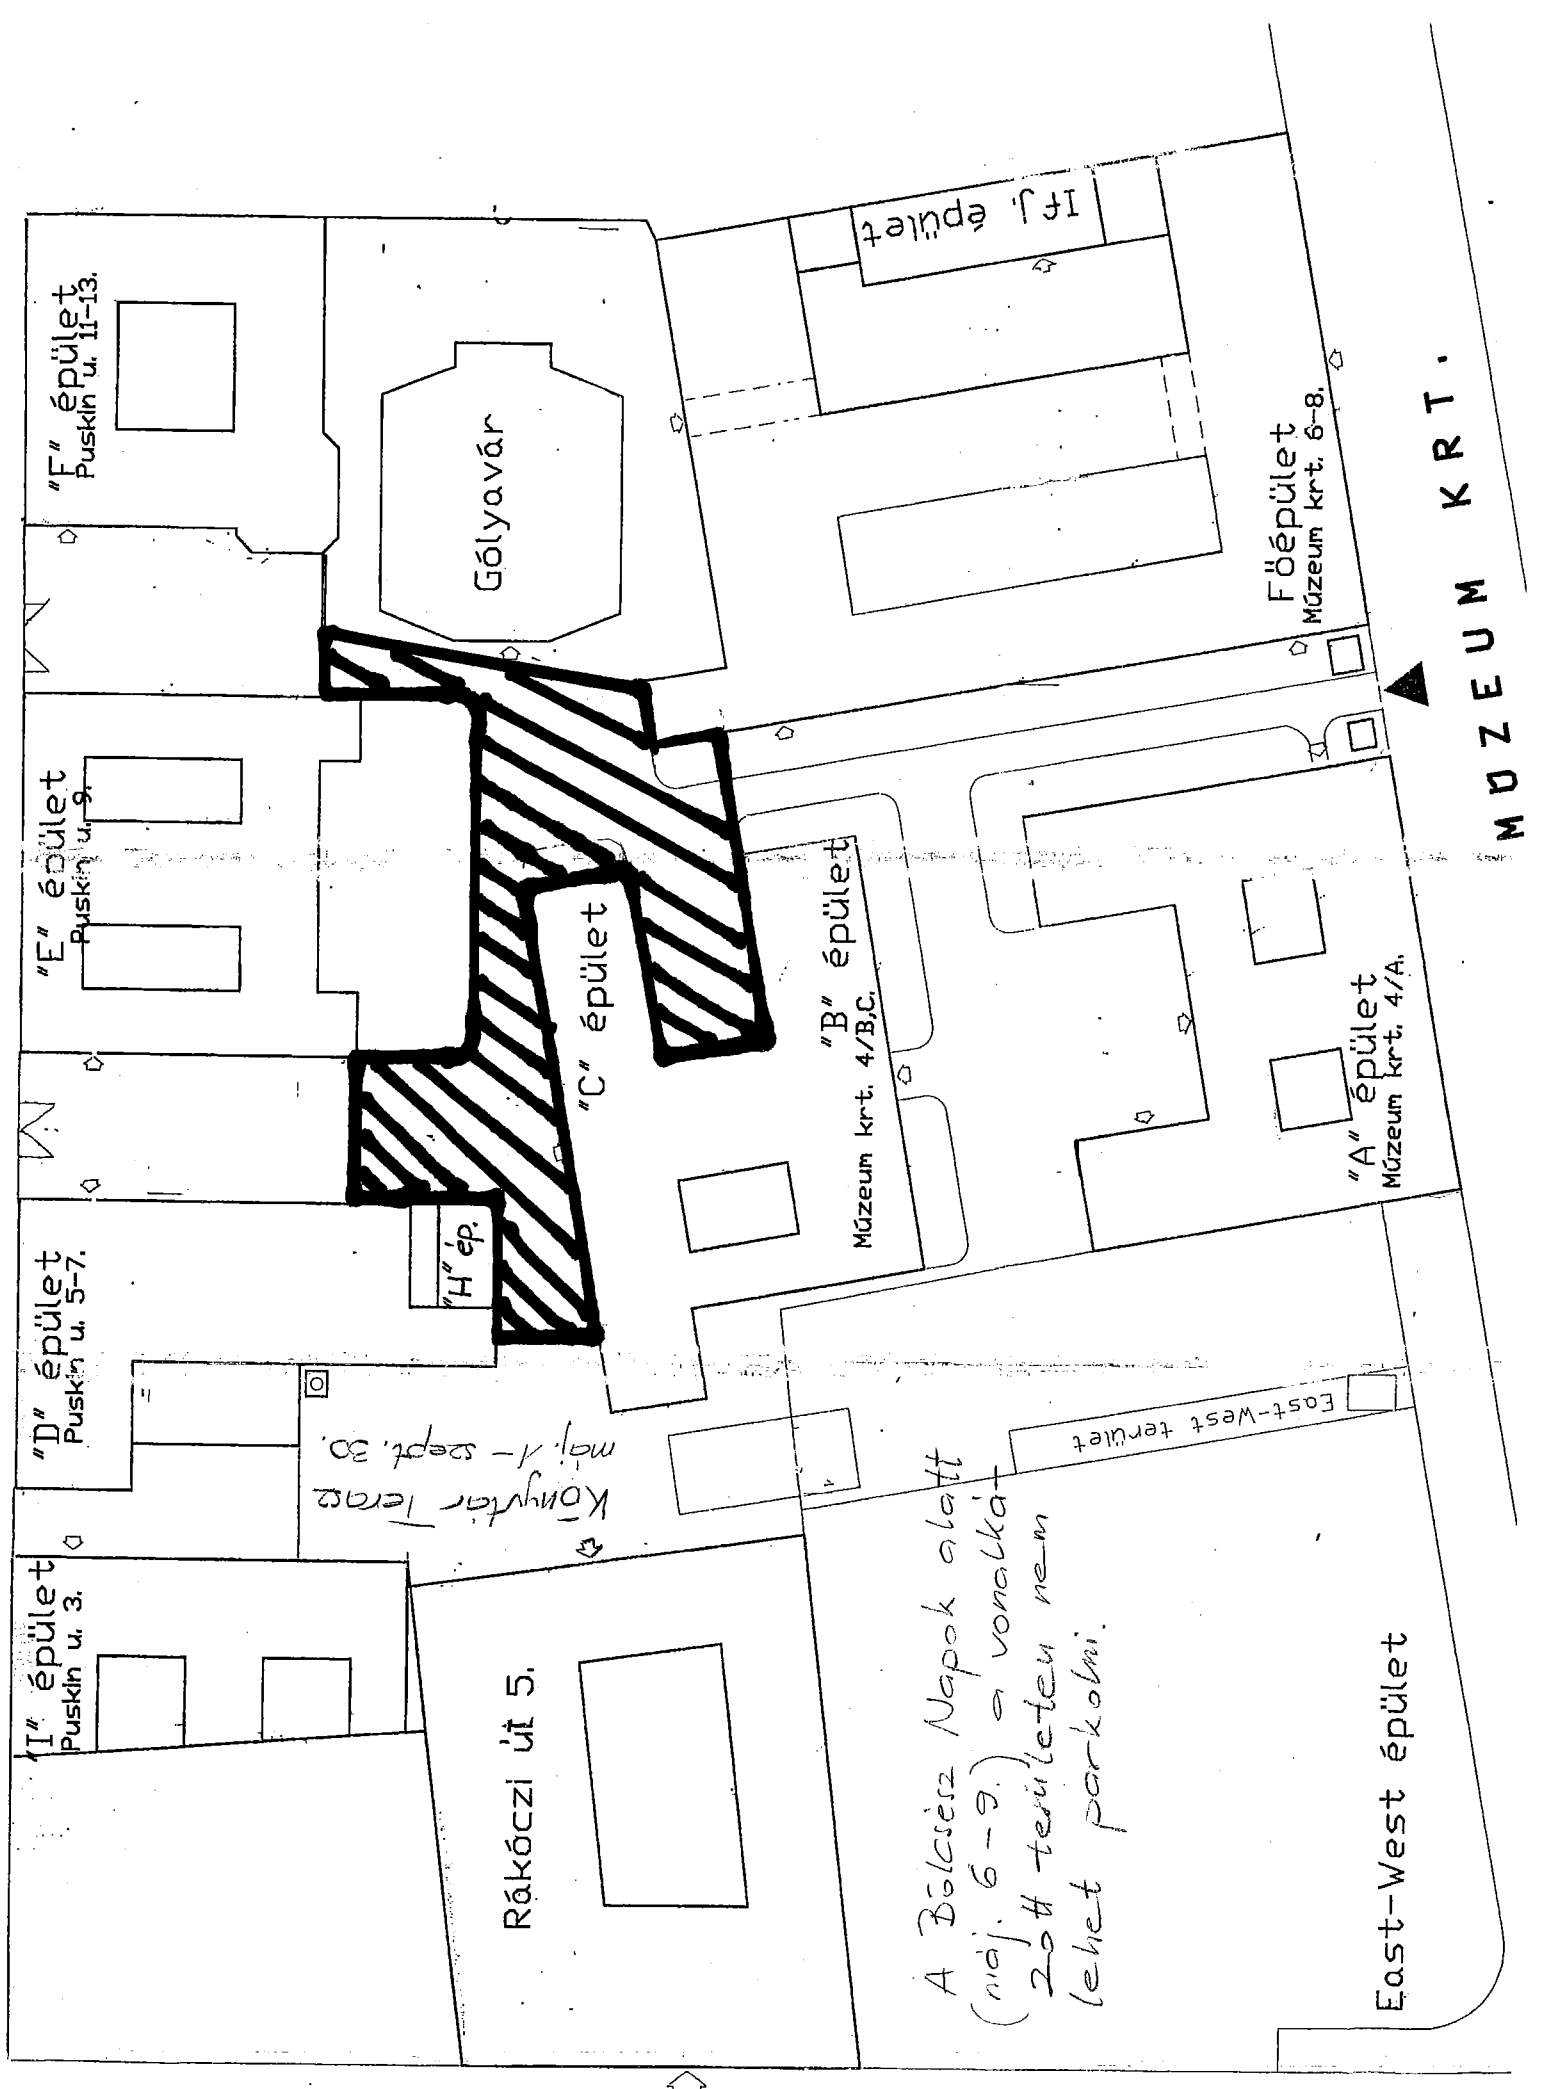 "F" épület
Puskin u. 11-13.
"E" épület
Puskin u. 9.
"D" épület
Puskin u. 5-7.
"I" épület
Puskin u. 3.
Gólyavár
"H" ép.
"C" épület
"B" épület
Múzeum krt. 4/B,C.
Ifj. épület
Főépület
Múzeum krt. 6-8.
"A" épület
Múzeum krt. 4/A.
MÚZEUM KRT.
Könyvtár Terasz
máj. 1 - szept. 30.
East-West terület
Rákóczi út 5.
A Bölcsész Napok alatt
(máj. 6-9.) a vonalká-
zott területen nem
lehet parkolni.
East-West épület